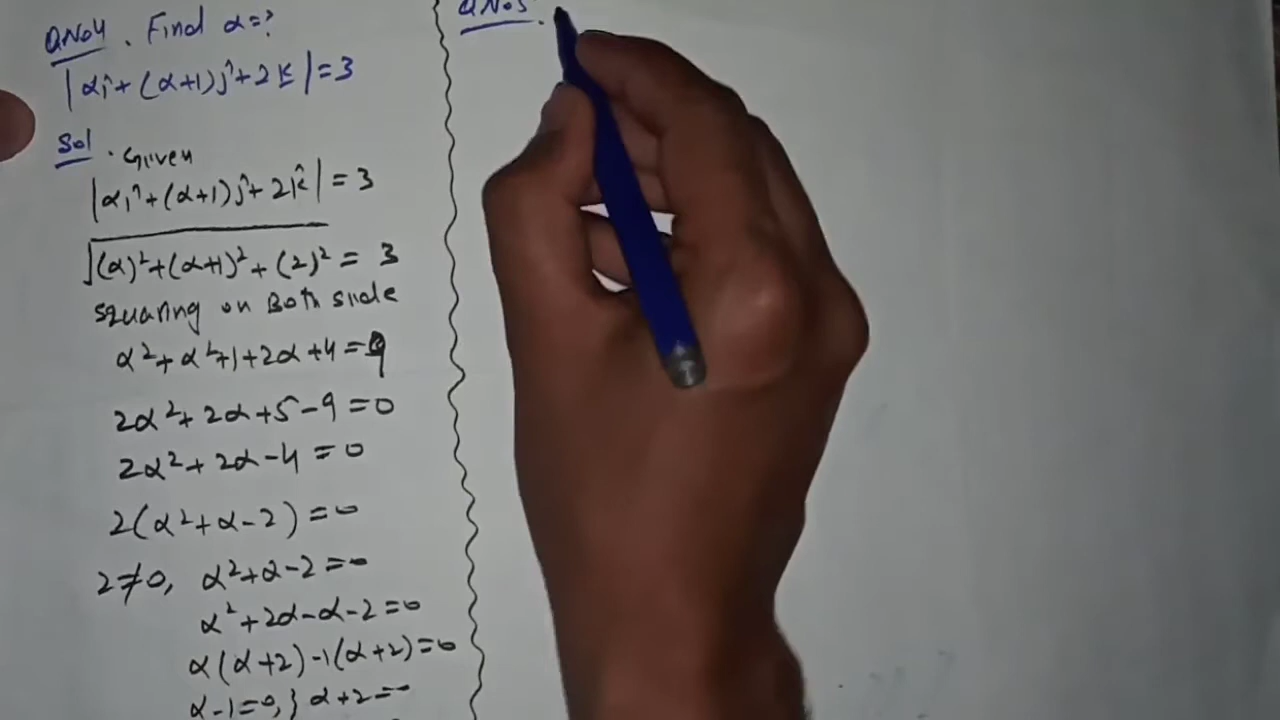 QNo4. Find α=?
|αî+(α+1)ĵ+2k|=3
Sol. Given
|αî+(α+1)ĵ+2k̂|=3
√(α)²+(α+1)²+(2)² = 3
squaring on Both side
α²+α²+1+2α+4=9
2α²+2α+5-9=0
2α²+2α-4=0
2(α²+α-2)=0
2≠0, α²+α-2=0
α²+2α-α-2=0
α(α+2)-1(α+2)=0
α-1=0,} α+2=0
QNo5.